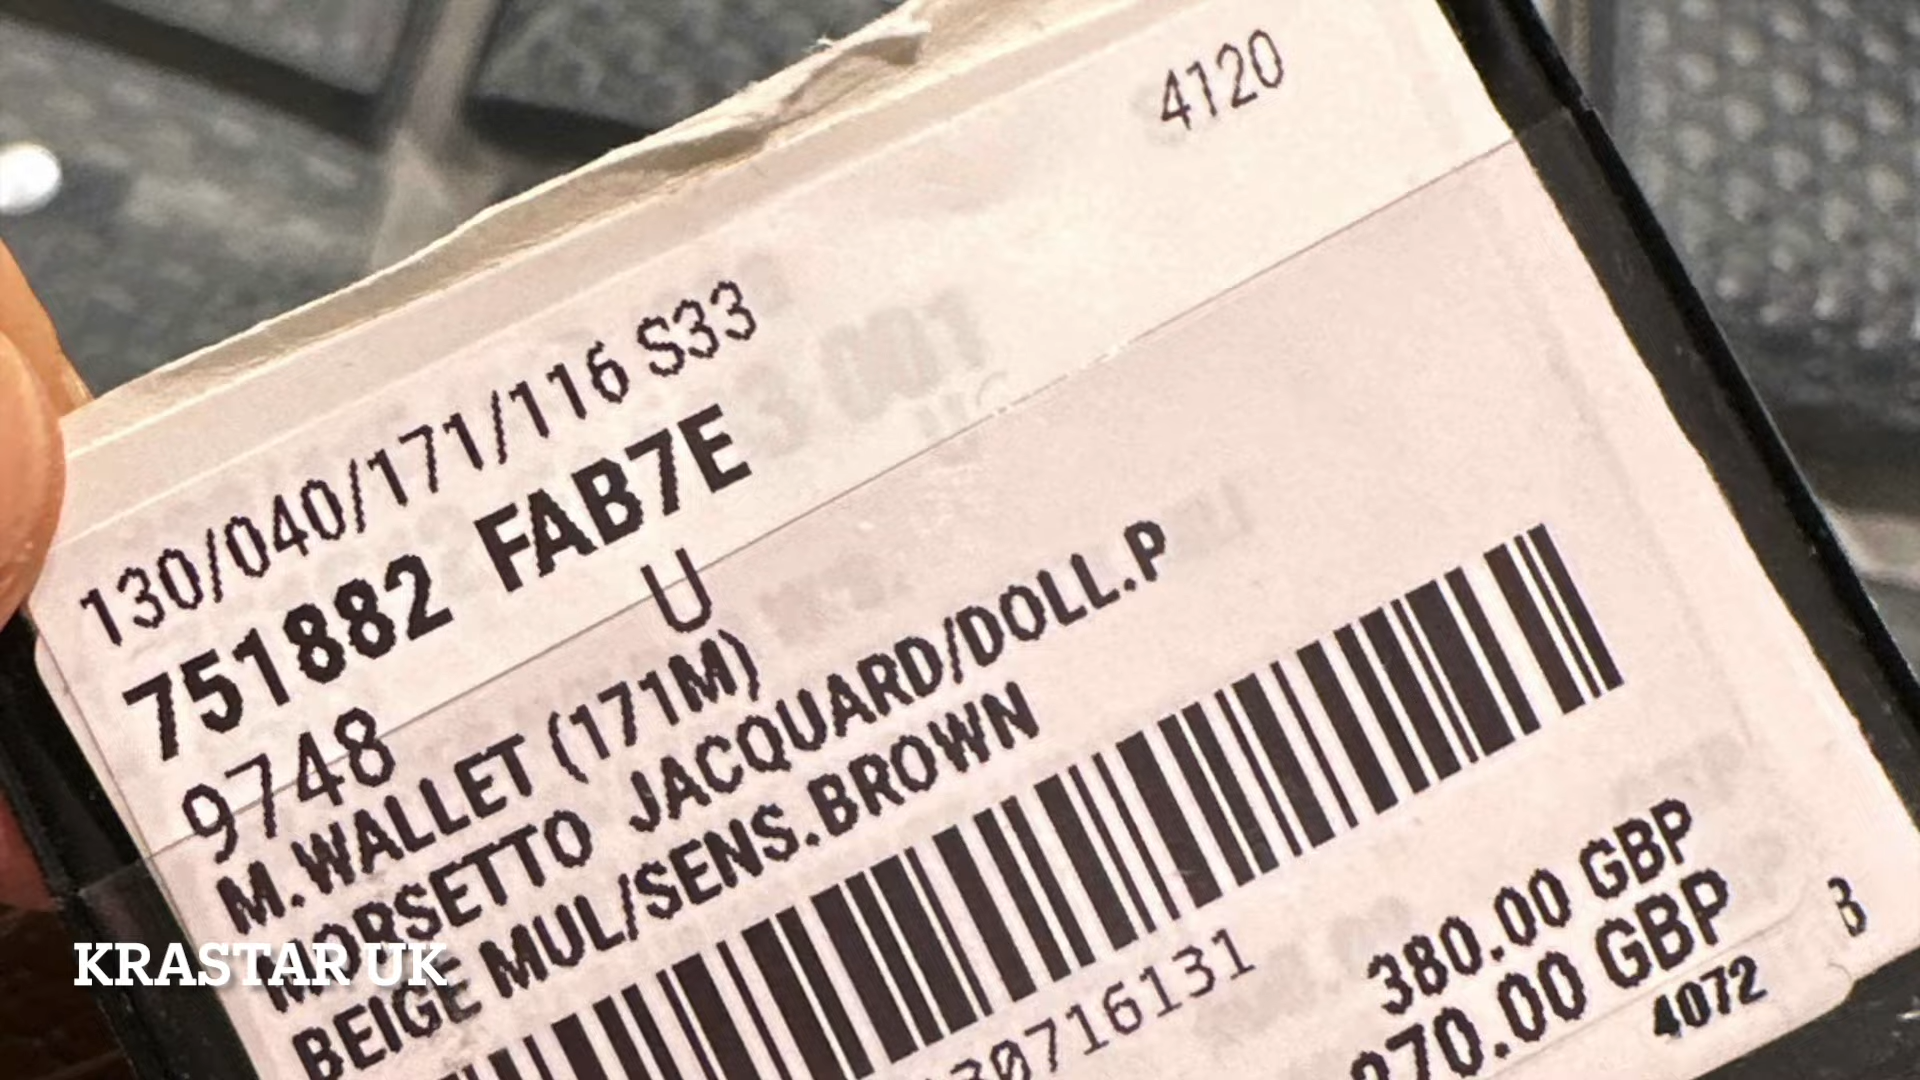 4120
130/040/171/116 S33
751882 FAB7E
U
9748
M.WALLET (171M)
MORSETTO JACQUARD/DOLL.P
BEIGE MUL/SENS.BROWN
30716131
380.00 GBP
270.00 GBP
4072
B
KRASTAR UK